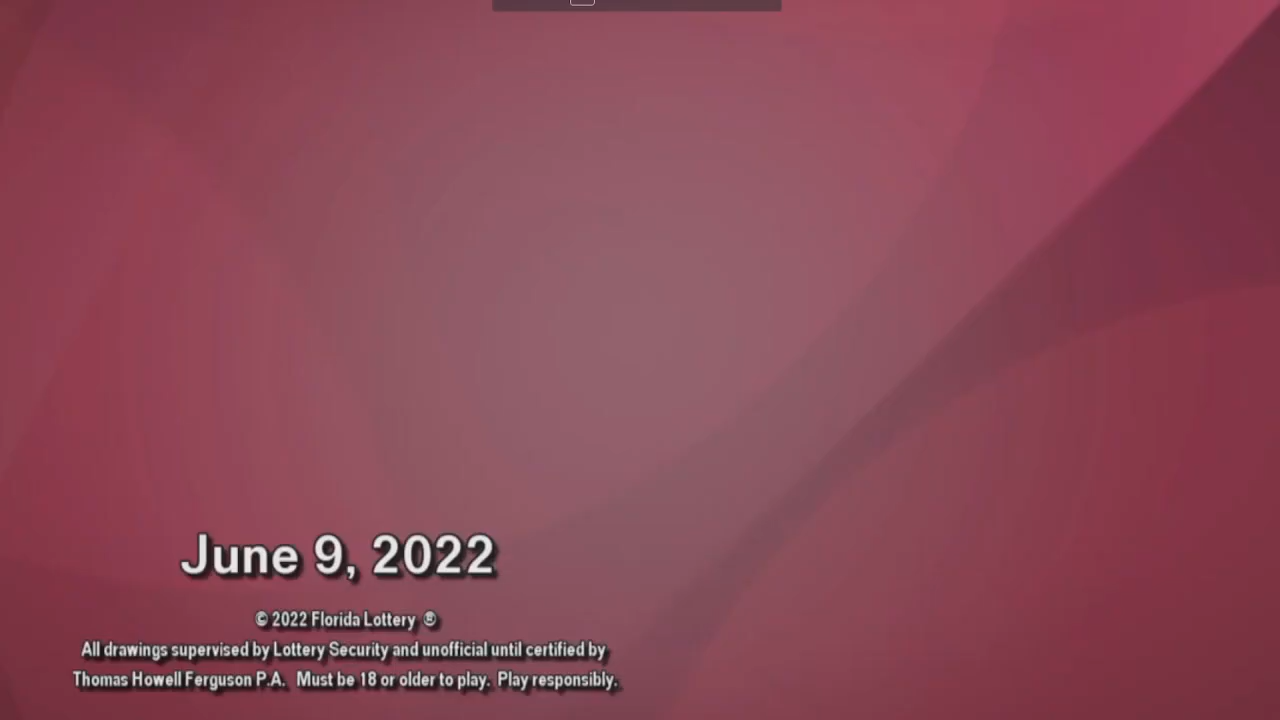 June 9, 2022
© 2022 Florida Lottery ®
All drawings supervised by Lottery Security and unofficial until certified by
Thomas Howell Ferguson P.A. Must be 18 or older to play. Play responsibly.